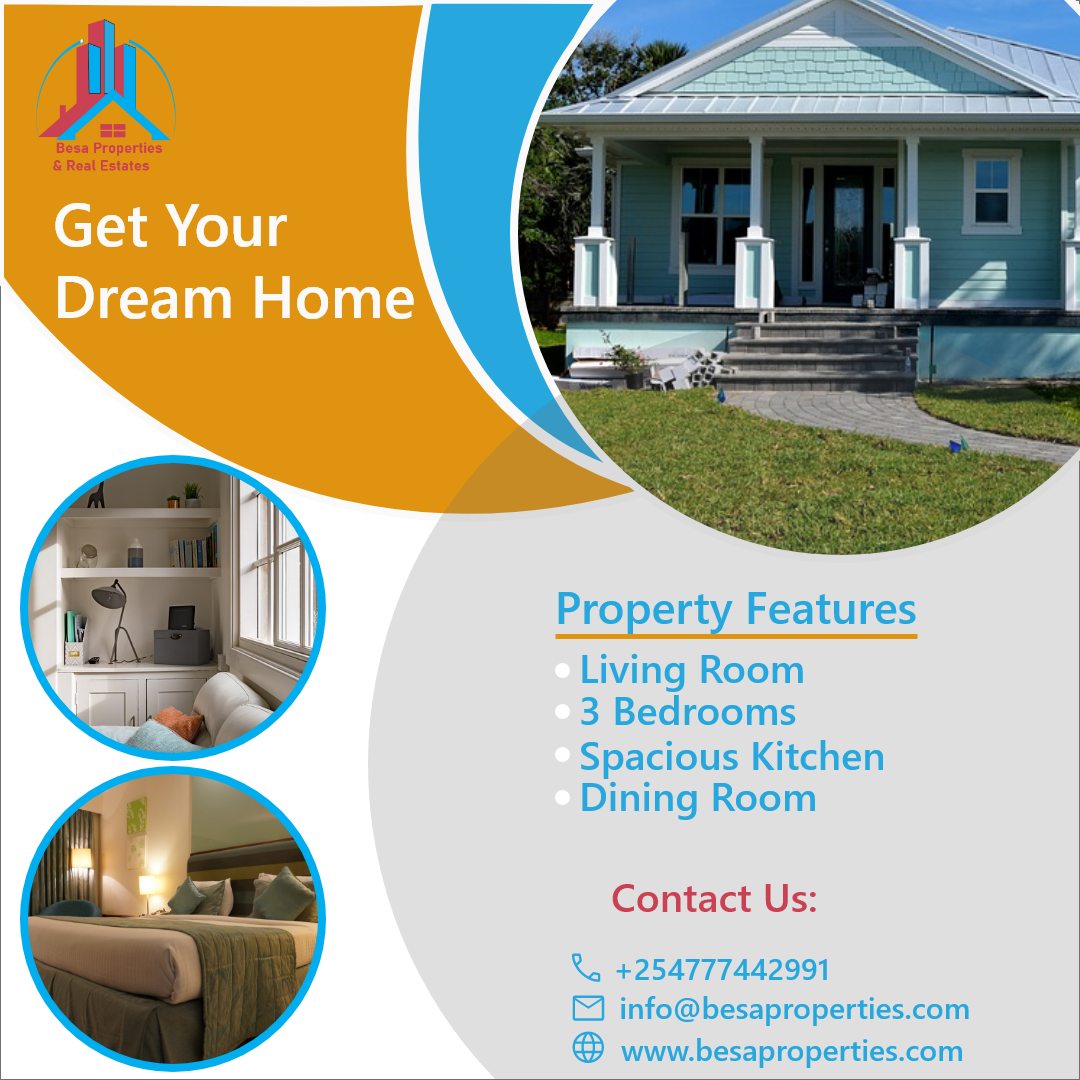 Besa Properties
& Real Estates
Get Your
Dream Home
Property Features
Living Room
3 Bedrooms
Spacious Kitchen
Dining Room
Contact Us:
+254777442991
info@besaproperties.com
www.besaproperties.com